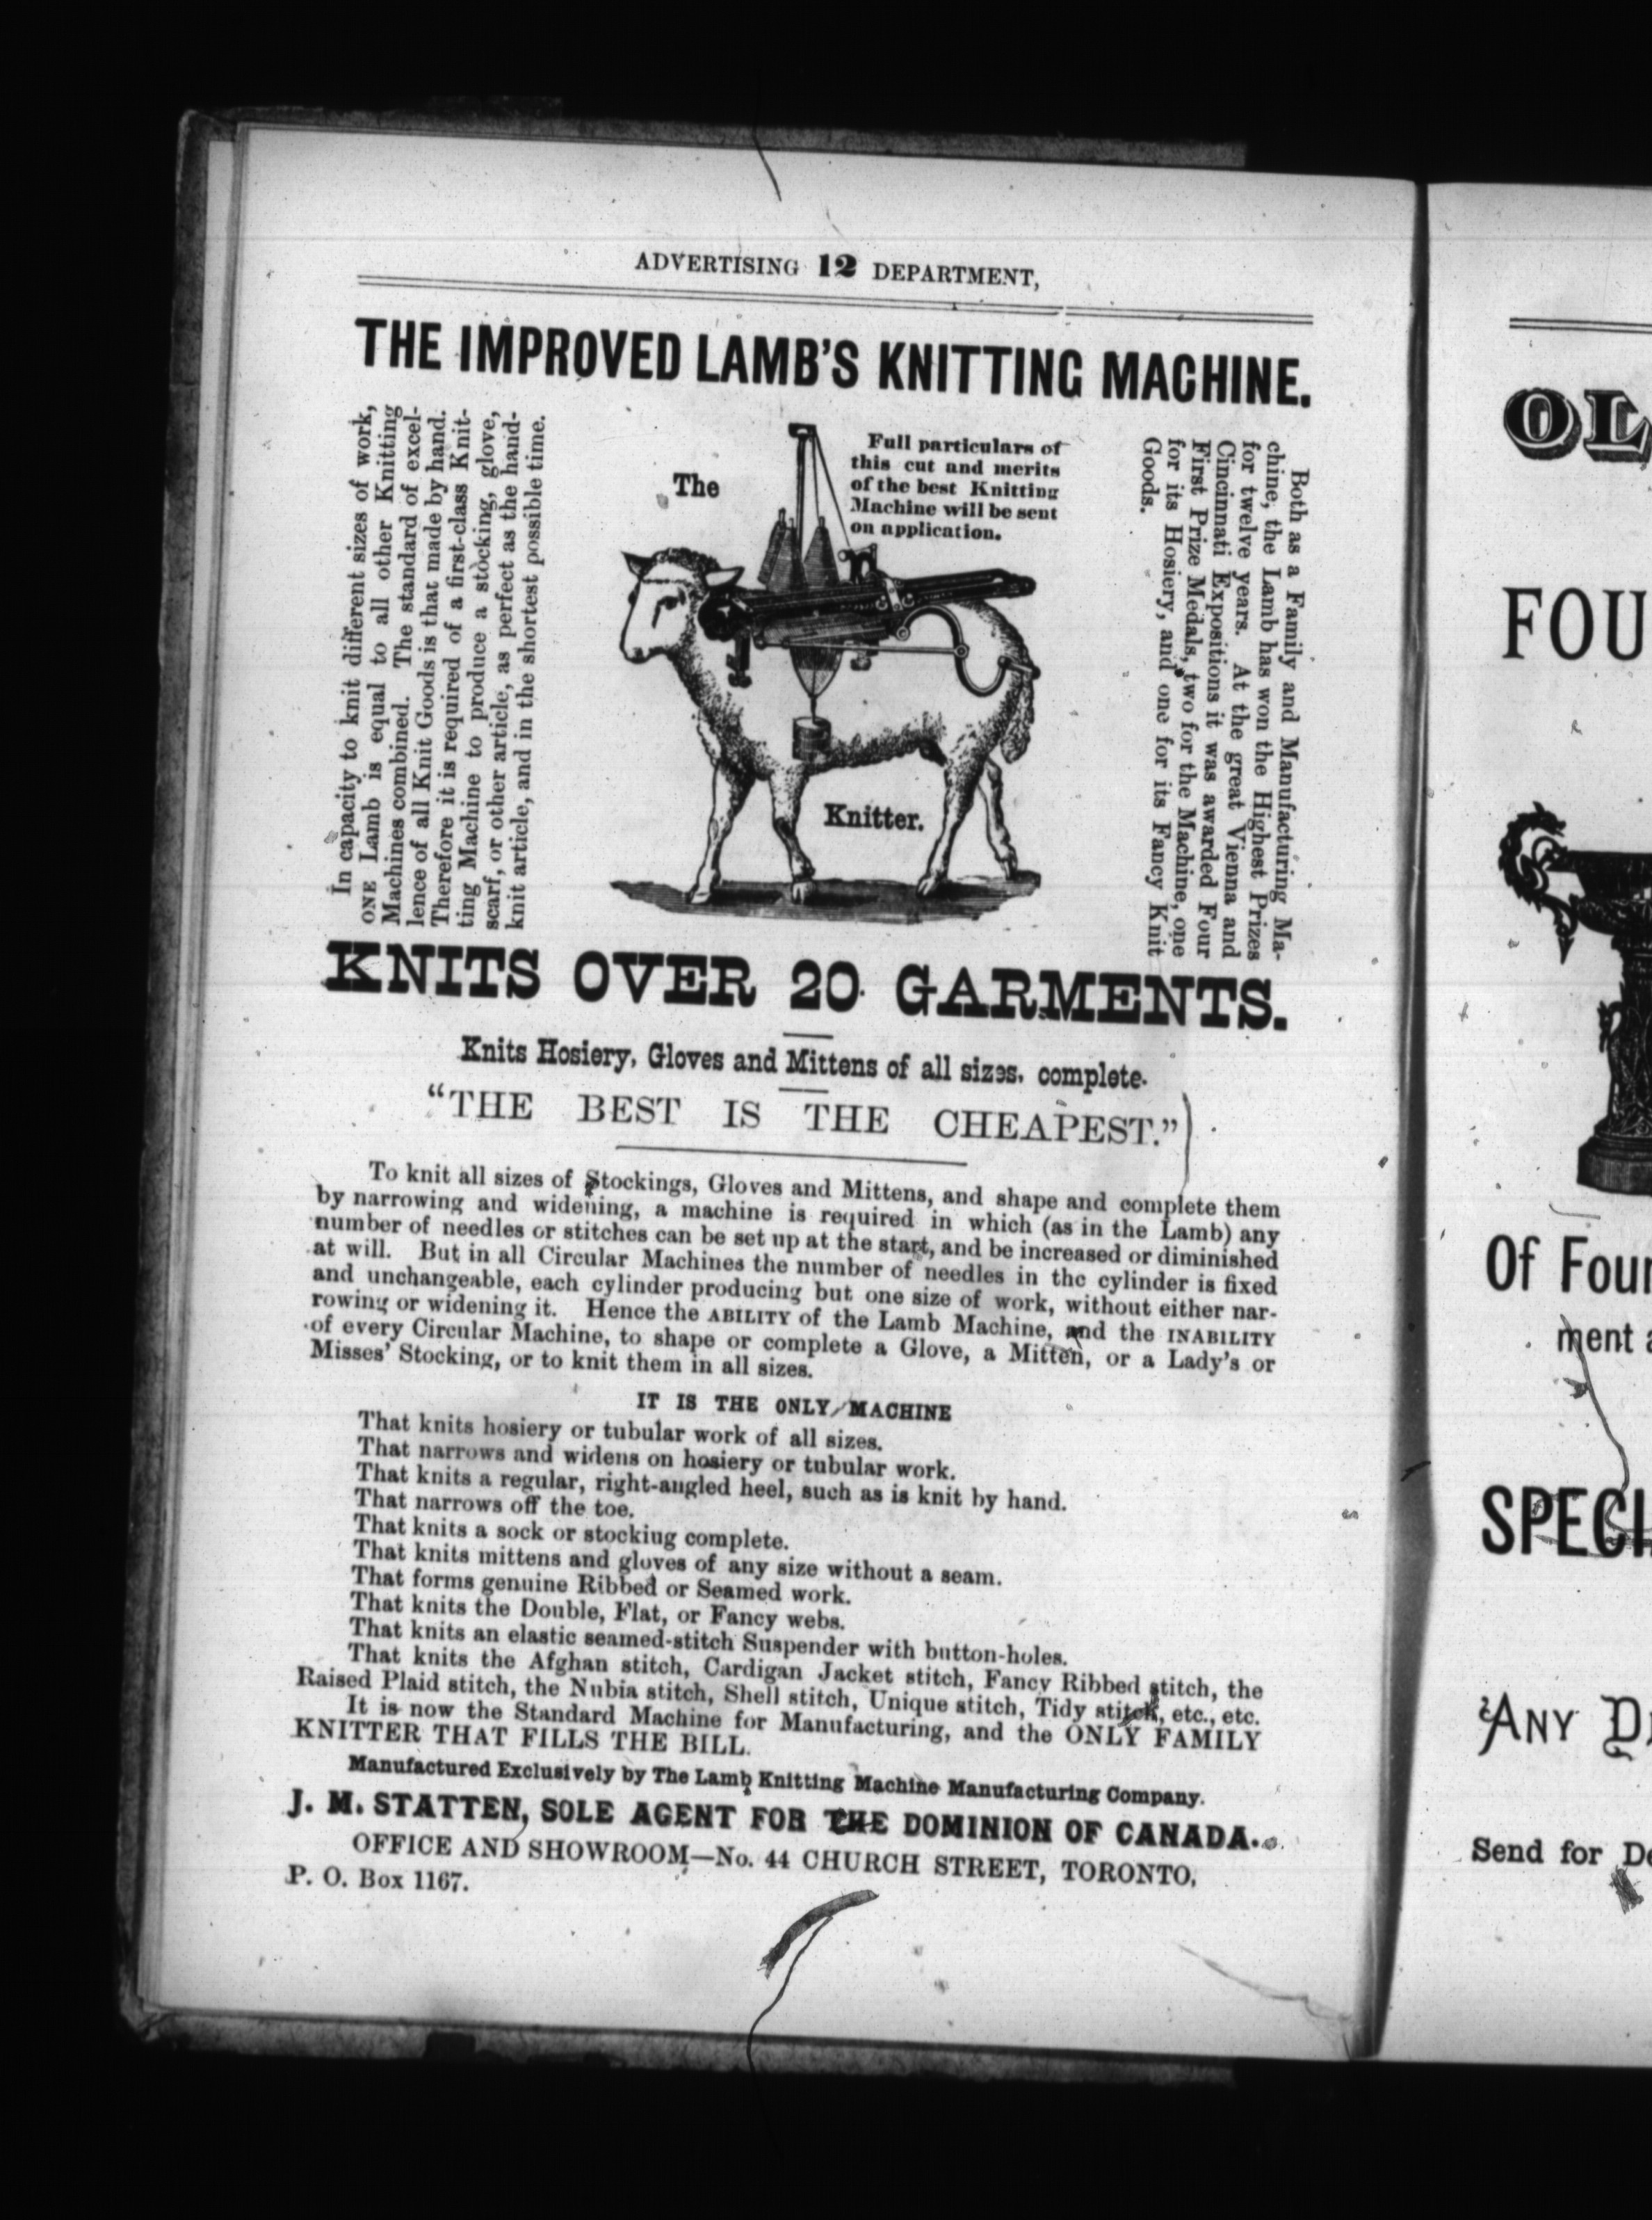 ADVERTISING 12 DEPARTMENT,
THE IMPROVED LAMB'S KNITTING MACHINE.
In capacity to knit different sizes of work,
ONE Lamb is equal to all other Knitting
Machines combined. The standard of excel-
lence of all Knit Goods is that made by hand.
Therefore it is required of a first-class Knit-
ting Machine to produce a stocking, glove,
scarf, or other article, as perfect as the hand-
knit article, and in the shortest possible time.
The
Full particulars of
this cut and merits
of the best Knitting
Machine will be sent
on application.
Knitter.
Both as a Family and Manufacturing Ma-
chine, the Lamb has won the Highest Prizes
for twelve years. At the great Vienna and
Cincinnati Expositions it was awarded Four
First Prize Medals, two for the Machine, one
for its Hosiery, and one for its Fancy Knit
Goods.
KNITS OVER 20 GARMENTS.
Knits Hosiery, Gloves and Mittens of all sizes, complete.
"THE BEST IS THE CHEAPEST."
To knit all sizes of Stockings, Gloves and Mittens, and shape and complete them
by narrowing and widening, a machine is required in which (as in the Lamb) any
number of needles or stitches can be set up at the start, and be increased or diminished
at will. But in all Circular Machines the number of needles in the cylinder is fixed
and unchangeable, each cylinder producing but one size of work, without either nar-
rowing or widening it. Hence the ABILITY of the Lamb Machine, and the INABILITY
of every Circular Machine, to shape or complete a Glove, a Mitten, or a Lady's or
Misses' Stocking, or to knit them in all sizes.
IT IS THE ONLY MACHINE
That knits hosiery or tubular work of all sizes.
That narrows and widens on hosiery or tubular work.
That knits a regular, right-angled heel, such as is knit by hand.
That narrows off the toe.
That knits a sock or stocking complete.
That knits mittens and gloves of any size without a seam.
That forms genuine Ribbed or Seamed work.
That knits the Double, Flat, or Fancy webs.
That knits an elastic seamed-stitch Suspender with button-holes.
That knits the Afghan stitch, Cardigan Jacket stitch, Fancy Ribbed stitch, the
Raised Plaid stitch, the Nubia stitch, Shell stitch, Unique stitch, Tidy stitch, etc., etc.
It is now the Standard Machine for Manufacturing, and the ONLY FAMILY
KNITTER THAT FILLS THE BILL.
Manufactured Exclusively by The Lamb Knitting Machine Manufacturing Company.
J. M. STATTEN, SOLE AGENT FOR THE DOMINION OF CANADA.
OFFICE AND SHOWROOM—No. 44 CHURCH STREET, TORONTO,
P. O. Box 1167.
OL
FOU
Of Foun
ment a
SPECI
ANY D
Send for De